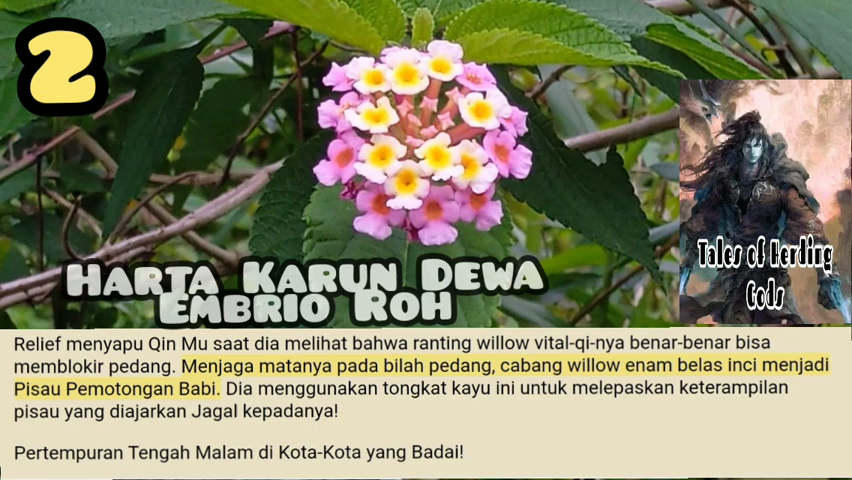 2
HARTA KARUN DEWA
EMBRIO ROH
Tales of Herding
Gods
Relief menyapu Qin Mu saat dia melihat bahwa ranting willow vital-qi-nya benar-benar bisa
memblokir pedang. Menjaga matanya pada bilah pedang, cabang willow enam belas inci menjadi
Pisau Pemotongan Babi. Dia menggunakan tongkat kayu ini untuk melepaskan keterampilan
pisau yang diajarkan Jagal kepadanya!
Pertempuran Tengah Malam di Kota-Kota yang Badai!